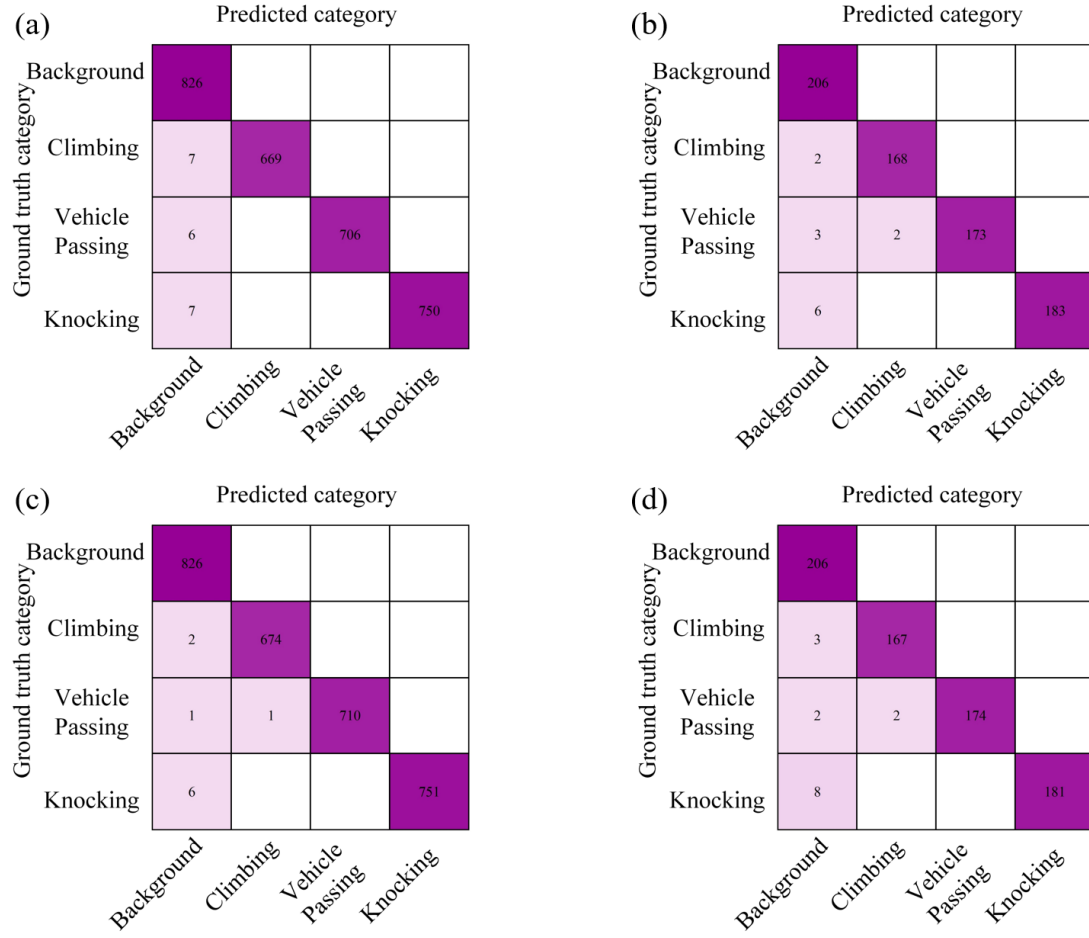 (a)
Predicted category
Ground truth category
Background
826
Climbing
7
669
Vehicle
Passing
6
706
Knocking
7
750
Background
Climbing
Vehicle
Passing
Knocking
(b)
Predicted category
Ground truth category
Background
206
Climbing
2
168
Vehicle
Passing
3
2
173
Knocking
6
183
Background
Climbing
Vehicle
Passing
Knocking
(c)
Predicted category
Ground truth category
Background
826
Climbing
2
674
Vehicle
Passing
1
1
710
Knocking
6
751
Background
Climbing
Vehicle
Passing
Knocking
(d)
Predicted category
Ground truth category
Background
206
Climbing
3
167
Vehicle
Passing
2
2
174
Knocking
8
181
Background
Climbing
Vehicle
Passing
Knocking